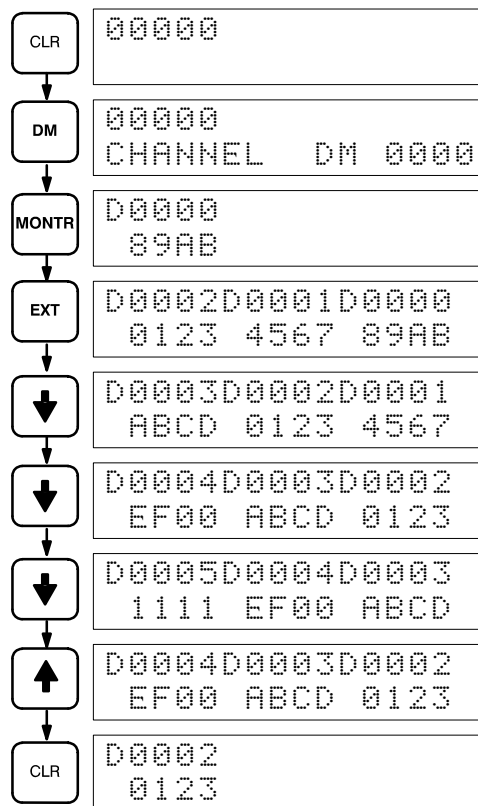 CLR
00000
DM
00000
CHANNEL DM 0000
MONTR
D0000
89AB
EXT
D0002D0001D0000
0123 4567 89AB
D0003D0002D0001
ABCD 0123 4567
D0004D0003D0002
EF00 ABCD 0123
D0005D0004D0003
1111 EF00 ABCD
D0004D0003D0002
EF00 ABCD 0123
CLR
D0002
0123